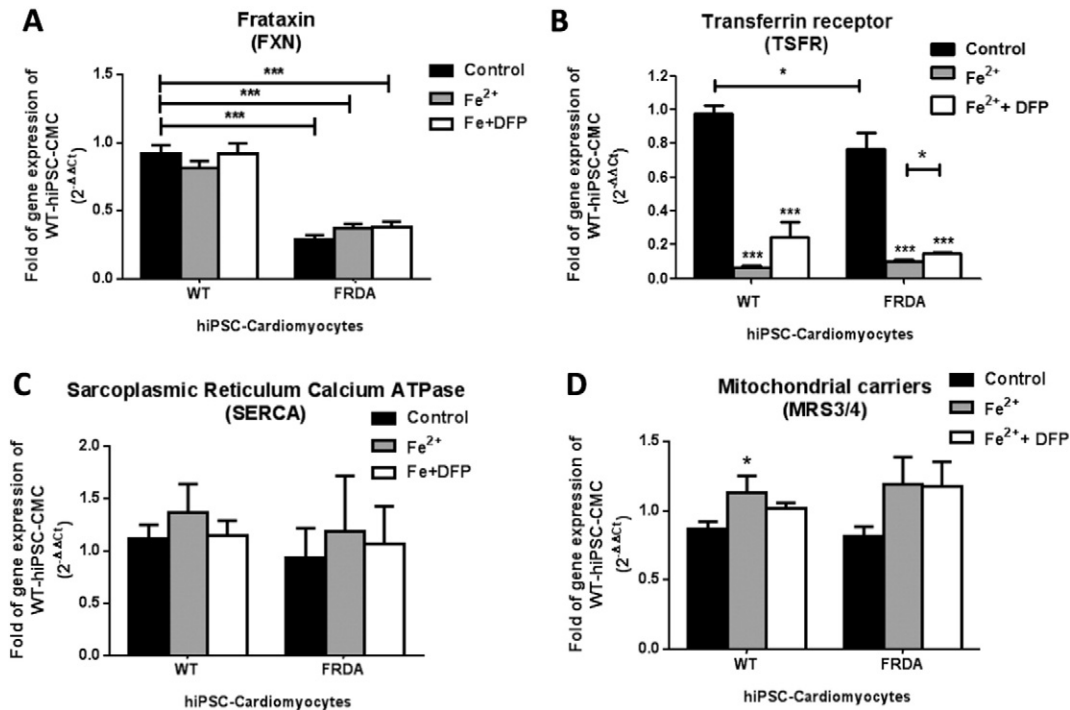 A
Frataxin
(FXN)
Control
Fe2+
Fe+DFP
Fold of gene expression of
WT-hiPSC-CMC
(2-ΔΔCt)
1.5
1.0
0.5
0.0
***
***
***
WT
FRDA
hiPSC-Cardiomyocytes
B
Transferrin receptor
(TSFR)
Control
Fe2+
Fe2++ DFP
Fold of gene expression of
WT-hiPSC-CMC
(2-ΔΔCt)
1.2
1.0
0.8
0.6
0.4
0.2
0.0
*
*
***
***
***
***
WT
FRDA
hiPSC-Cardiomyocytes
C
Sarcoplasmic Reticulum Calcium ATPase
(SERCA)
Control
Fe2+
Fe+DFP
Fold of gene expression of
WT-hiPSC-CMC
(2-ΔΔCt)
2.0
1.5
1.0
0.5
0.0
WT
FRDA
hiPSC-Cardiomyocytes
D
Mitochondrial carriers
(MRS3/4)
Control
Fe2+
Fe2++ DFP
Fold of gene expression of
WT-hiPSC-CMC
(2-ΔΔCt)
1.5
1.0
0.5
0.0
*
WT
FRDA
hiPSC-Cardiomyocytes